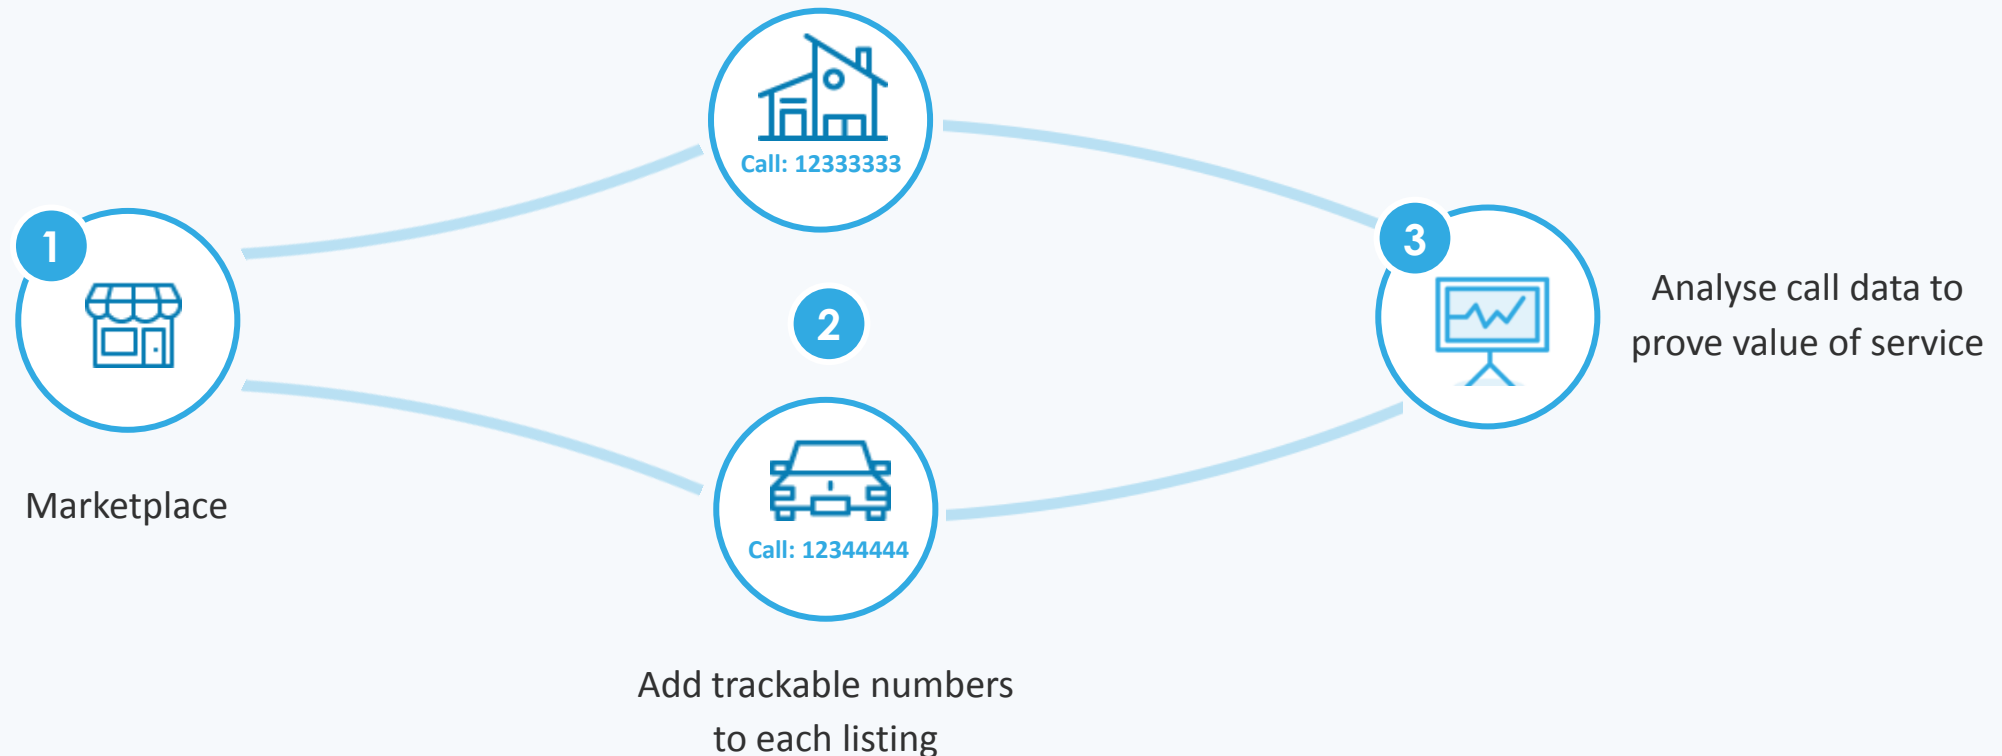 1
Marketplace
Call: 12333333
2
Call: 12344444
Add trackable numbers
to each listing
3
Analyse call data to
prove value of service